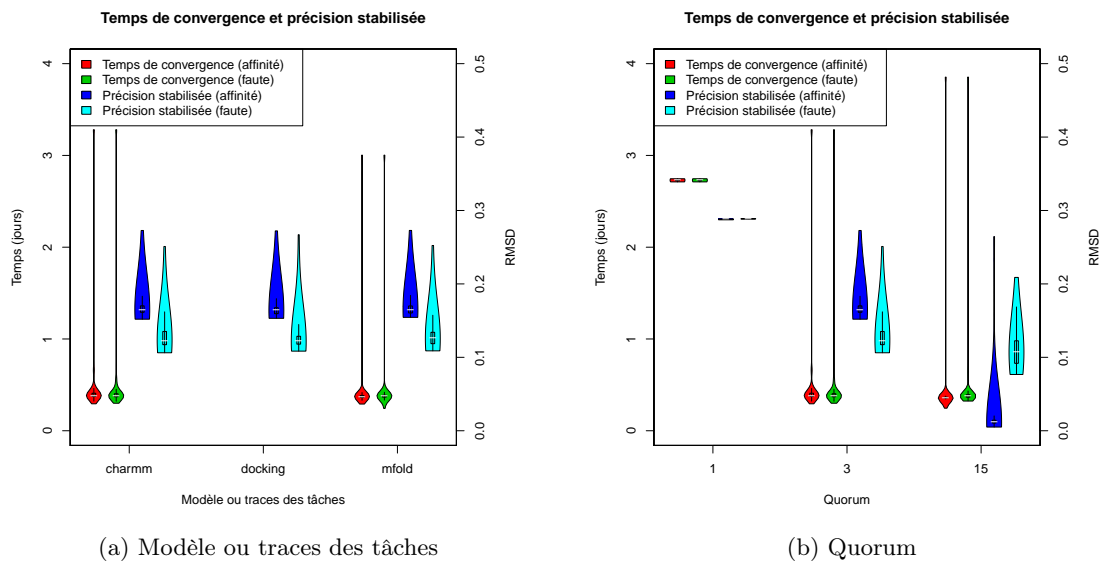 Temps de convergence et précision stabilisée
4
3
2
1
0
Temps (jours)
Temps de convergence (affinité)
Temps de convergence (faute)
Précision stabilisée (affinité)
Précision stabilisée (faute)
0.5
0.4
0.3
0.2
0.1
0.0
RMSD
charmm docking mfold
Modèle ou traces des tâches
(a) Modèle ou traces des tâches
Temps de convergence et précision stabilisée
4
3
2
1
0
Temps (jours)
Temps de convergence (affinité)
Temps de convergence (faute)
Précision stabilisée (affinité)
Précision stabilisée (faute)
0.5
0.4
0.3
0.2
0.1
0.0
RMSD
1 3 15
Quorum
(b) Quorum